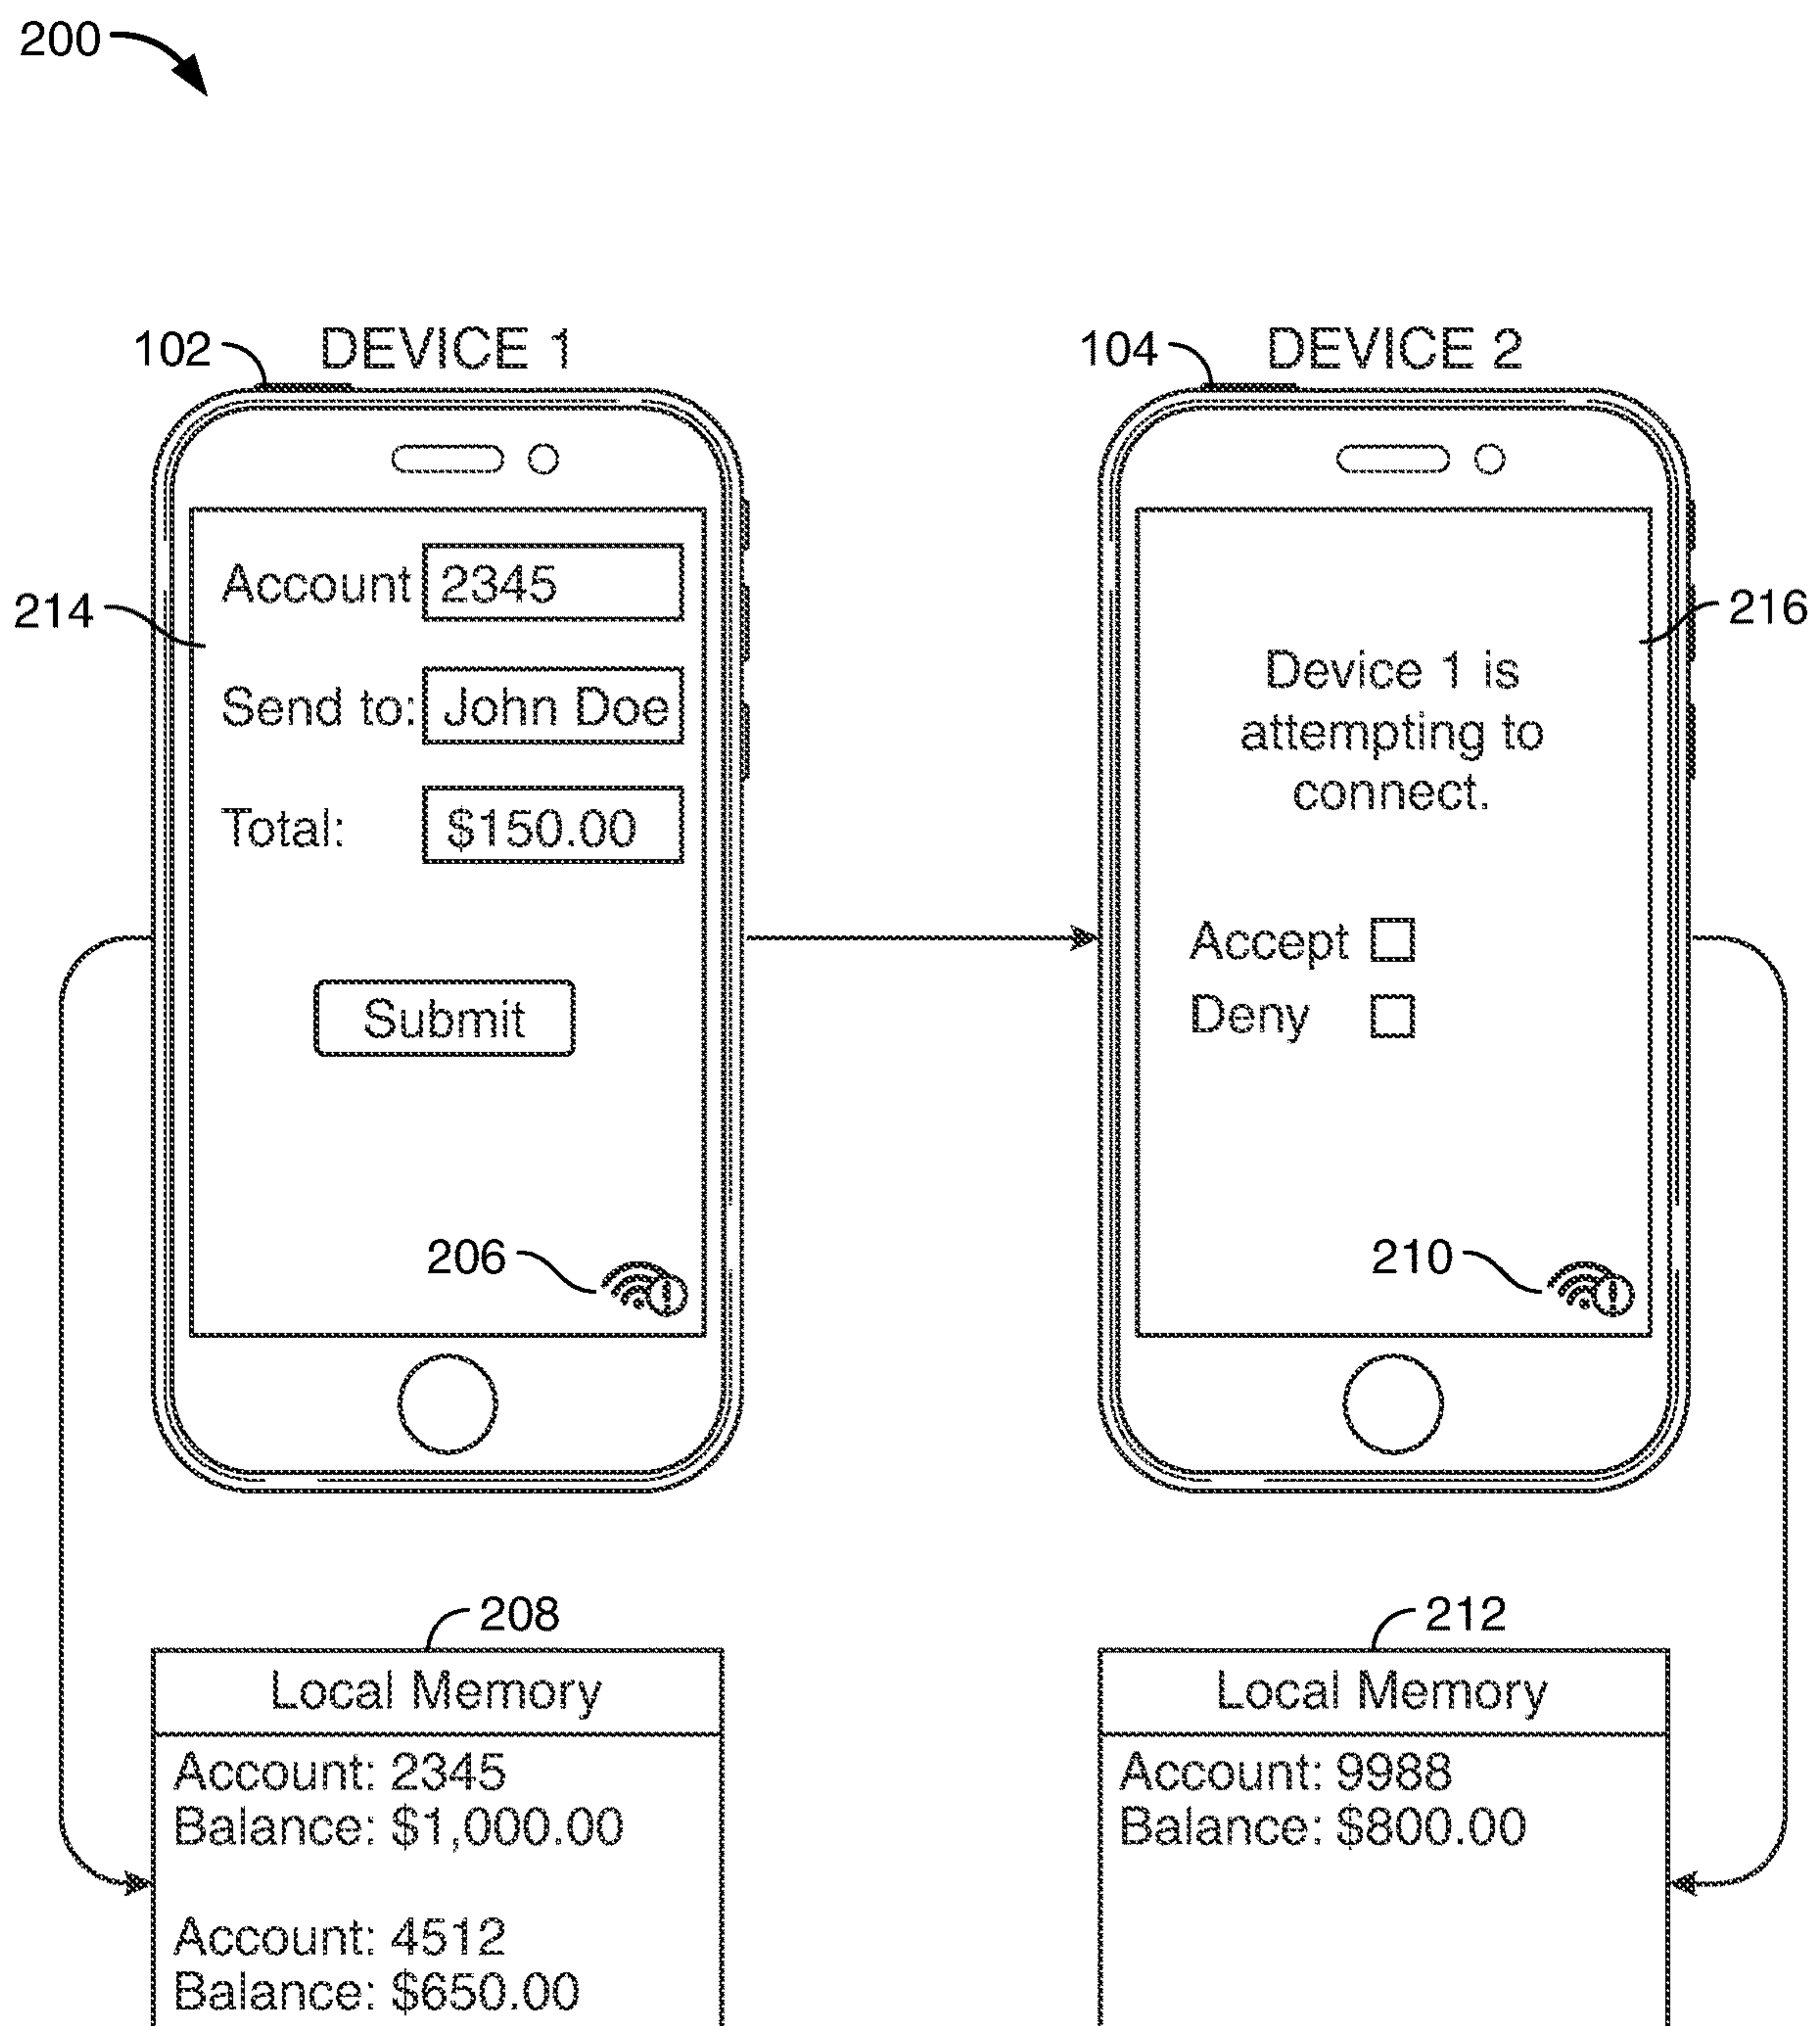 200
102 DEVICE 1
104 DEVICE 2
214
Account 2345
Send to: John Doe
Total: $150.00
Submit
206
216
Device 1 is
attempting to
connect.
Accept
Deny
210
208
Local Memory
Account: 2345
Balance: $1,000.00
Account: 4512
Balance: $650.00
212
Local Memory
Account: 9988
Balance: $800.00